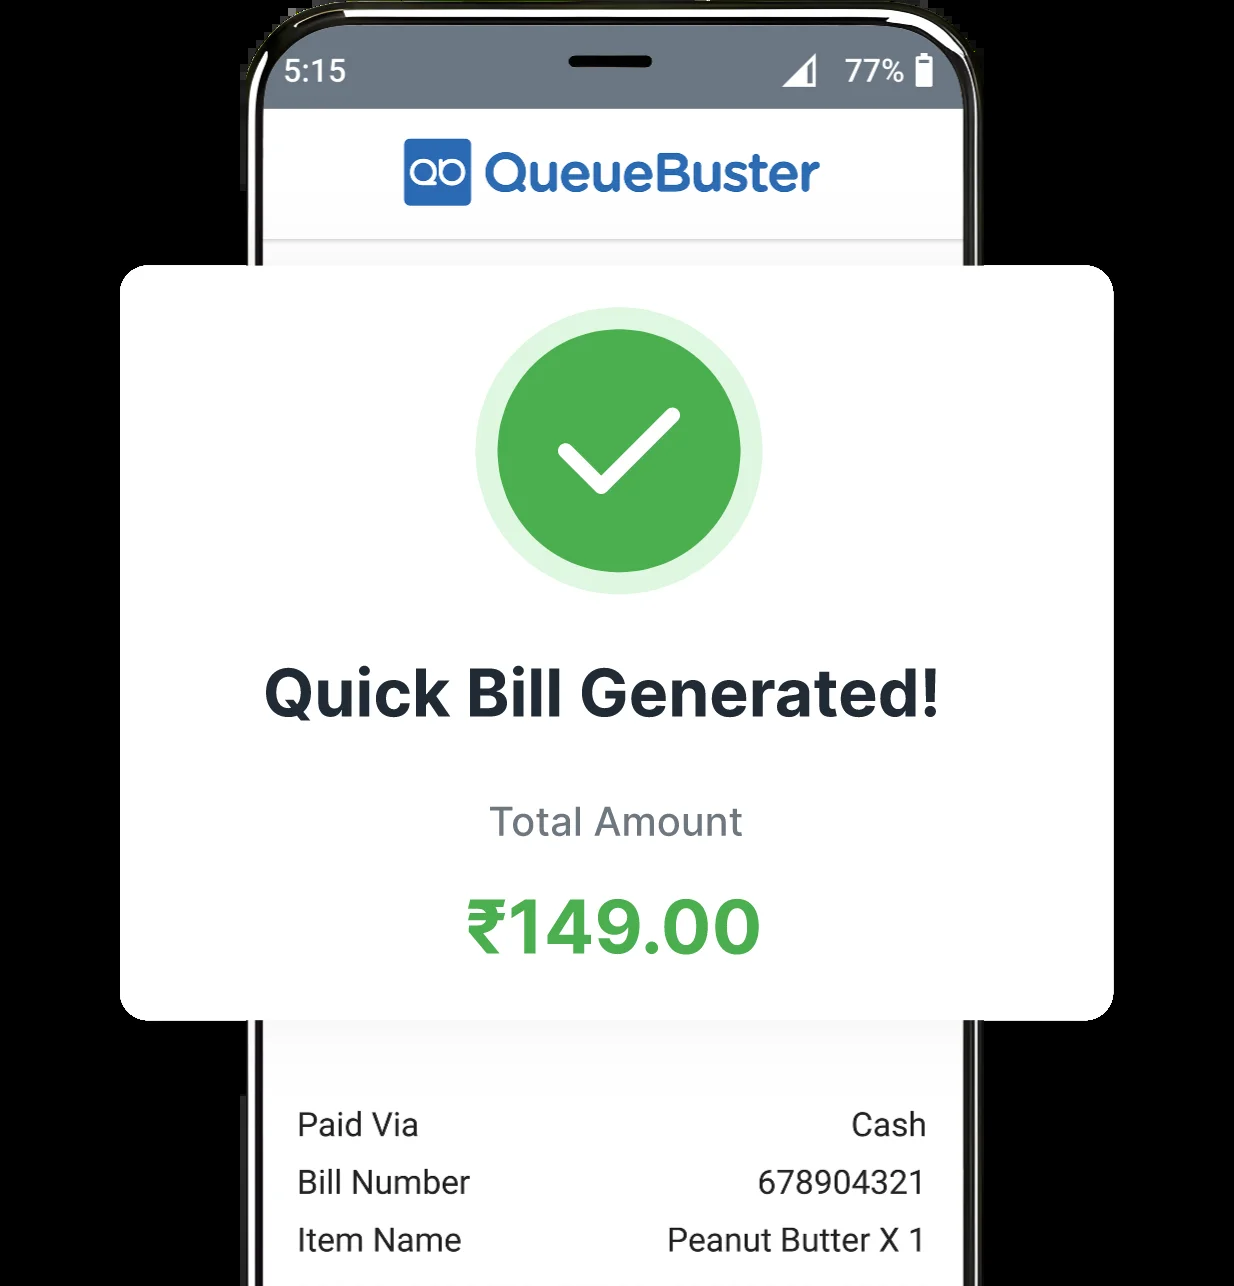 5:15 77%
QB QueueBuster
Quick Bill Generated!
Total Amount
₹149.00
Paid Via Cash
Bill Number 678904321
Item Name Peanut Butter X 1